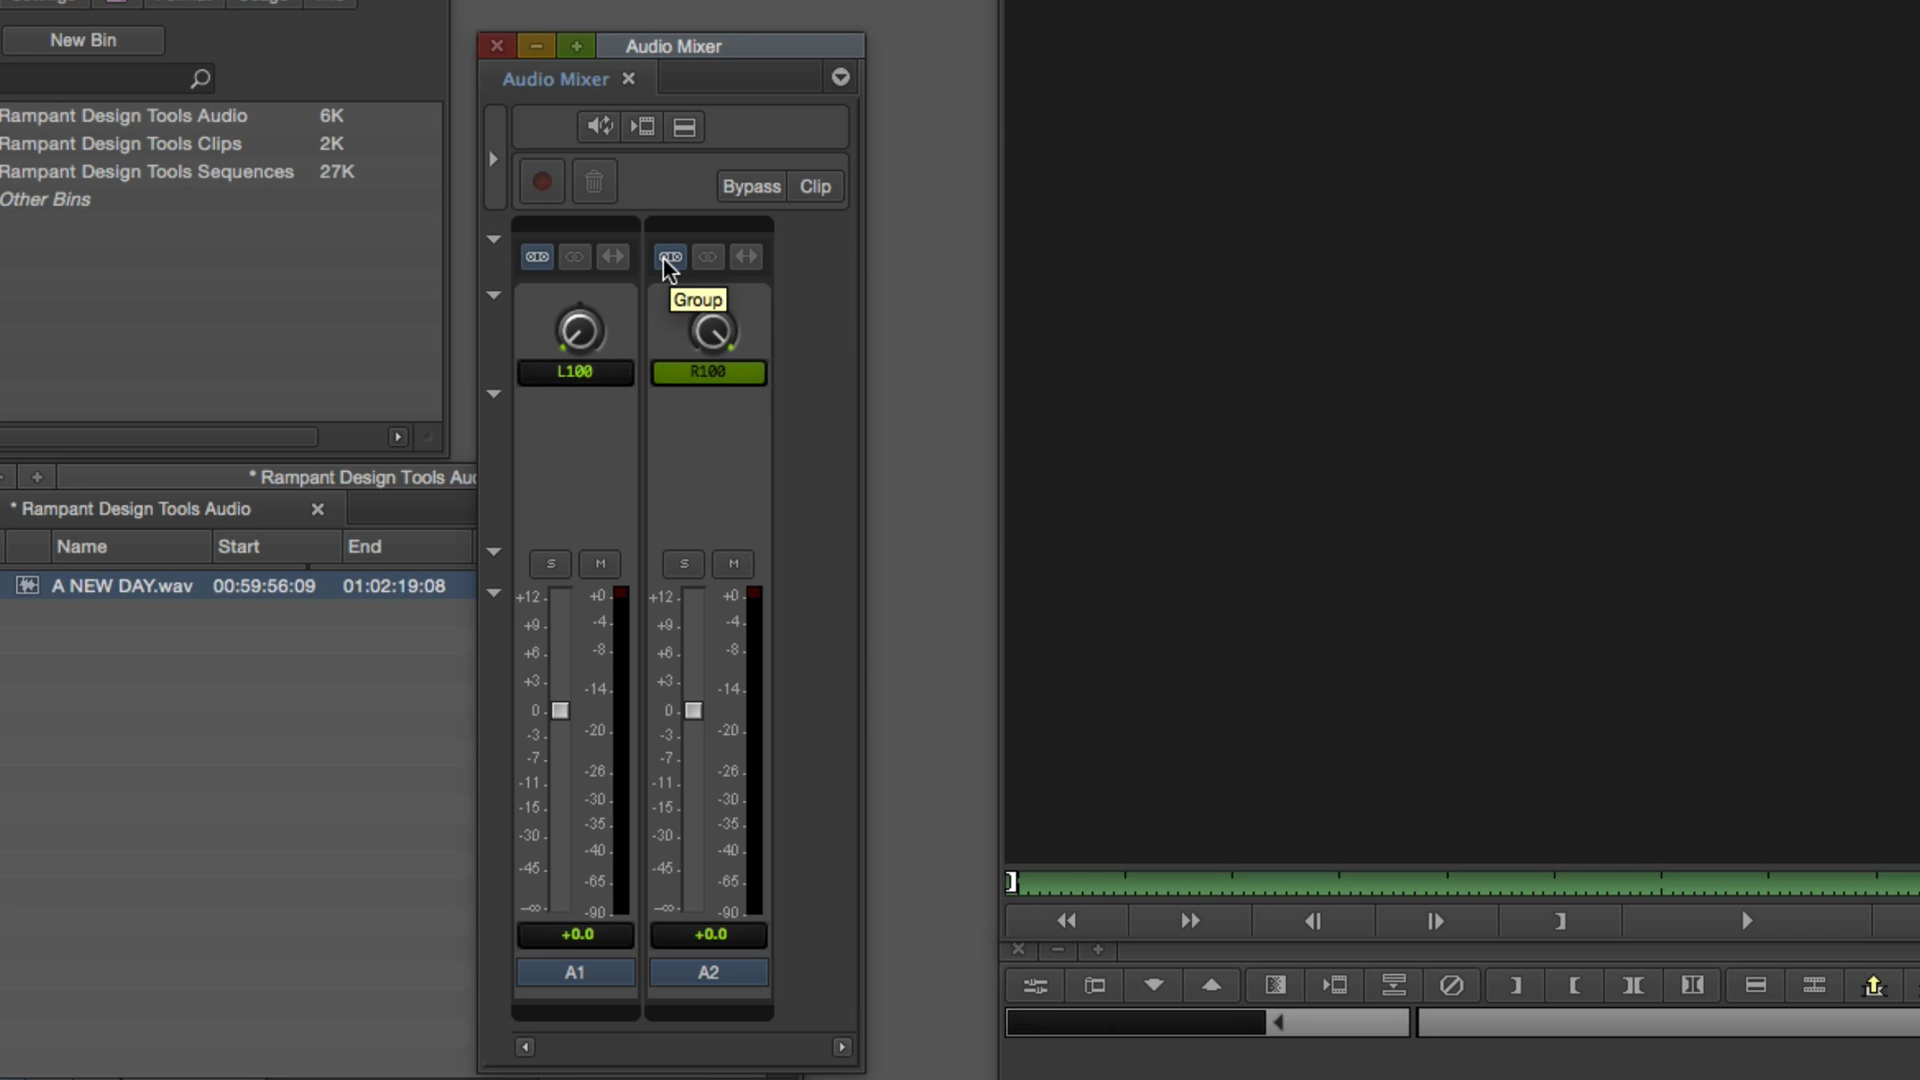 New Bin
Rampant Design Tools Audio 6K
Rampant Design Tools Clips 2K
Rampant Design Tools Sequences 27K
Other Bins
* Rampant Design Tools Aud
* Rampant Design Tools Audio
Name Start End
A NEW DAY.wav 00:59:56:09 01:02:19:08
Audio Mixer
Audio Mixer
Bypass Clip
Group
L100 R100
S M S M
+12 +0 +12 +0
+9 -4 +9 -4
+6 -8 +6 -8
+3 -14 +3 -14
0 -20 0 -20
-3 -3
-7 -26 -7 -26
-11 -30 -11 -30
-15 -35 -15 -35
-30 -40 -30 -40
-45 -65 -45 -65
-∞ -90 -∞ -90
+0.0 +0.0
A1 A2